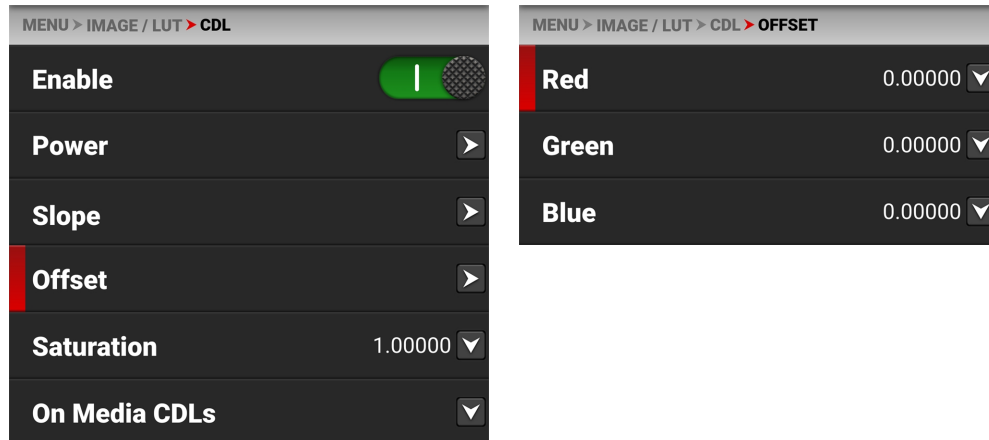 MENU > IMAGE / LUT > CDL
Enable
Power
Slope
Offset
Saturation 1.00000
On Media CDLs
MENU > IMAGE / LUT > CDL > OFFSET
Red 0.00000
Green 0.00000
Blue 0.00000